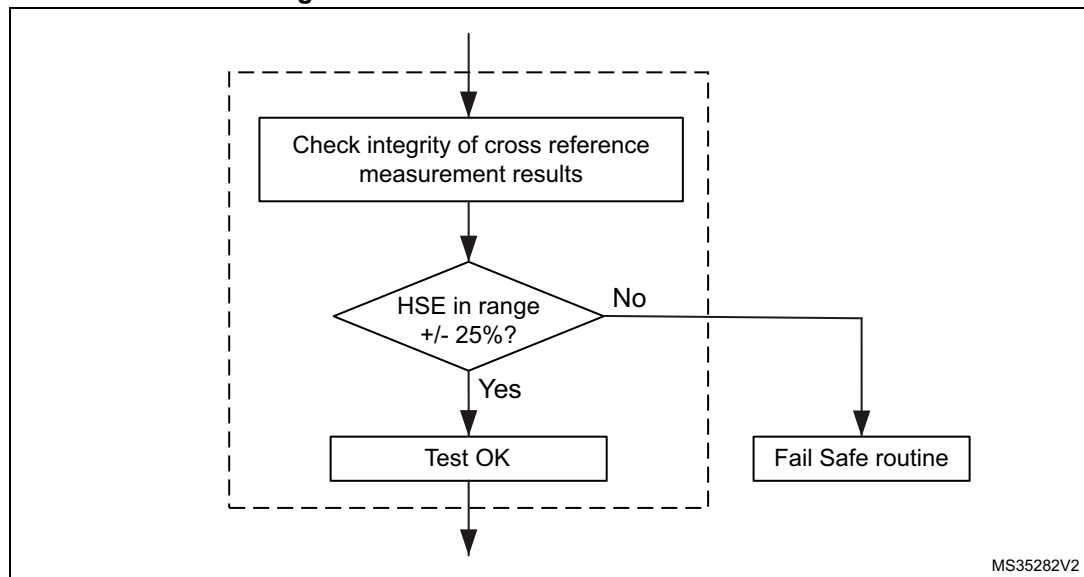 Check integrity of cross reference
measurement results
HSE in range
+/- 25%?
No
Yes
Test OK
Fail Safe routine
MS35282V2